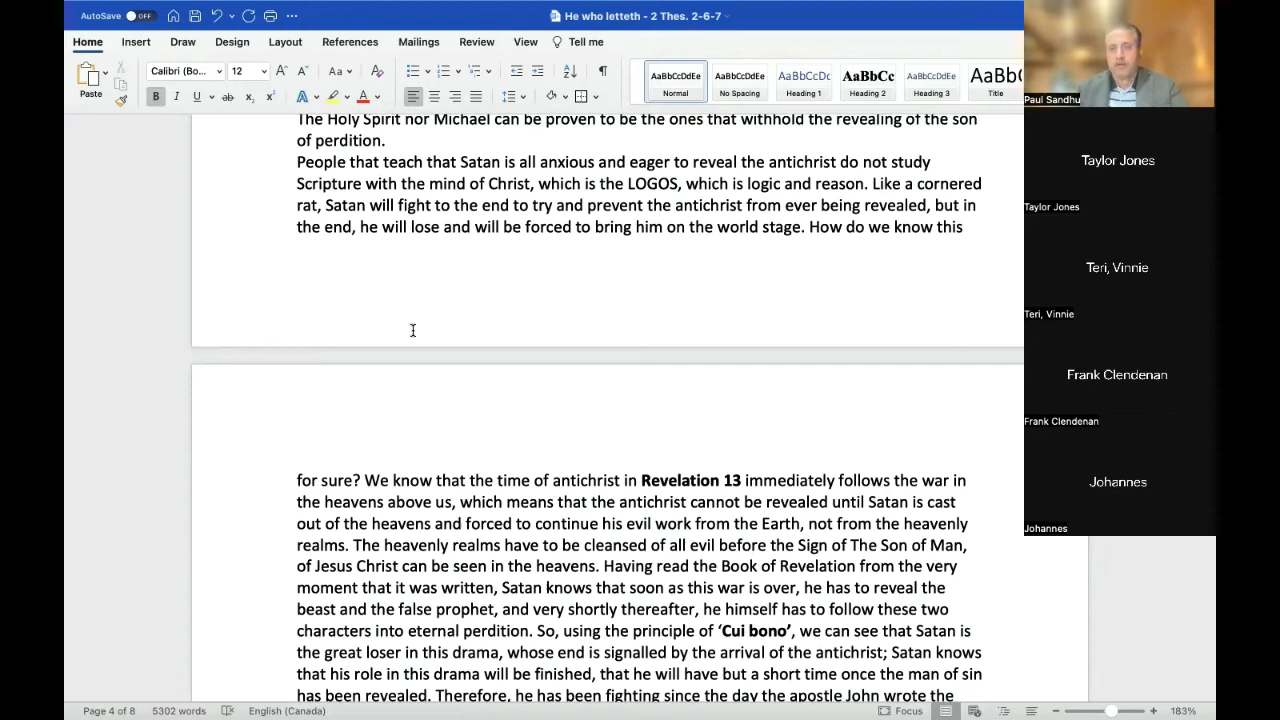 AutoSave OFF
He who letteth - 2 Thes. 2-6-7
Home Insert Draw Design Layout References Mailings Review View Tell me
Paste
Calibri (Bo... 12
AaBbCcDdEe AaBbCcDdEe AaBbCcDc AaBbCc AaBbCcDdEe AaBb
Normal No Spacing Heading 1 Heading 2 Heading 3 Title
The Holy Spirit nor Michael can be proven to be the ones that withhold the revealing of the son
of perdition.
People that teach that Satan is all anxious and eager to reveal the antichrist do not study
Scripture with the mind of Christ, which is the LOGOS, which is logic and reason. Like a cornered
rat, Satan will fight to the end to try and prevent the antichrist from ever being revealed, but in
the end, he will lose and will be forced to bring him on the world stage. How do we know this
for sure? We know that the time of antichrist in Revelation 13 immediately follows the war in
the heavens above us, which means that the antichrist cannot be revealed until Satan is cast
out of the heavens and forced to continue his evil work from the Earth, not from the heavenly
realms. The heavenly realms have to be cleansed of all evil before the Sign of The Son of Man,
of Jesus Christ can be seen in the heavens. Having read the Book of Revelation from the very
moment that it was written, Satan knows that soon as this war is over, he has to reveal the
beast and the false prophet, and very shortly thereafter, he himself has to follow these two
characters into eternal perdition. So, using the principle of ‘Cui bono’, we can see that Satan is
the great loser in this drama, whose end is signalled by the arrival of the antichrist; Satan knows
that his role in this drama will be finished, that he will have but a short time once the man of sin
has been revealed. Therefore, he has been fighting since the day the apostle John wrote the
Page 4 of 8 5302 words English (Canada) Focus 183%
Paul Sandhu
Taylor Jones
Taylor Jones
Teri, Vinnie
Teri, Vinnie
Frank Clendenan
Frank Clendenan
Johannes
Johannes